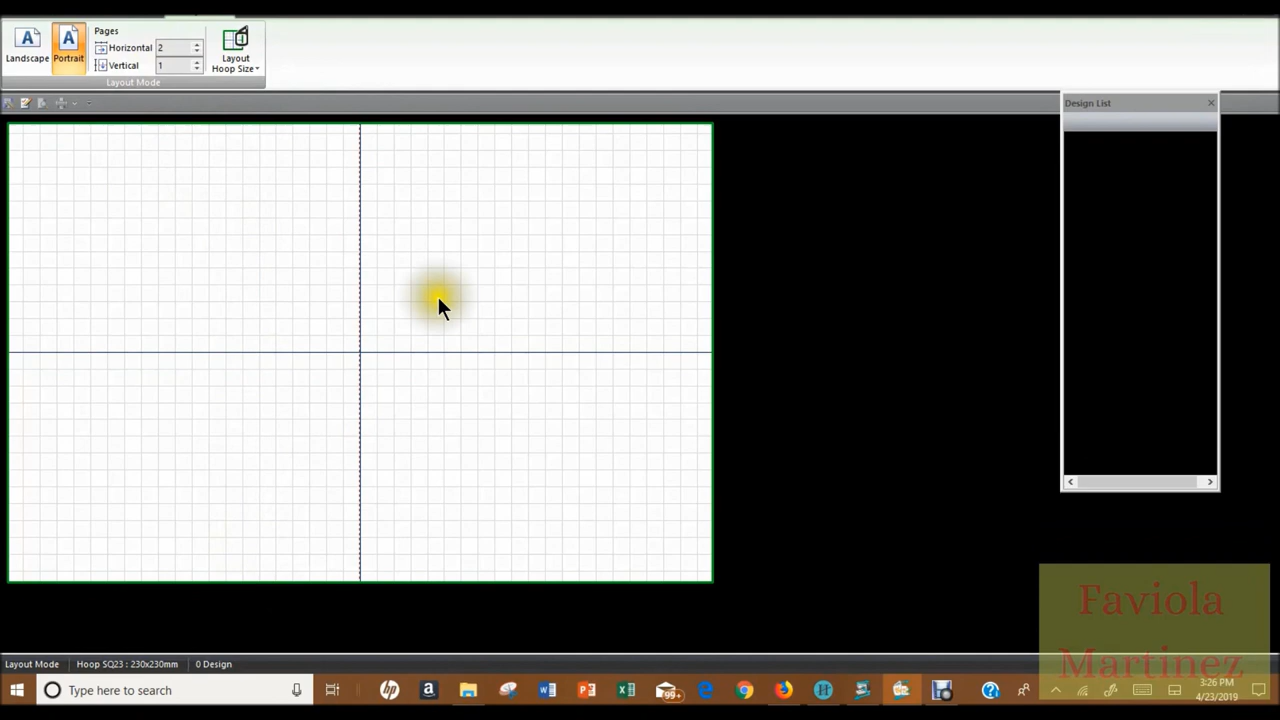 Pages
Landscape
Portrait
Horizontal 2
Vertical 1
Layout
Hoop Size
Layout Mode
Design List
Faviola
Martinez
Layout Mode
Hoop SQ23 : 230x230mm
0 Design
Type here to search
99+
3:26 PM
4/23/2019